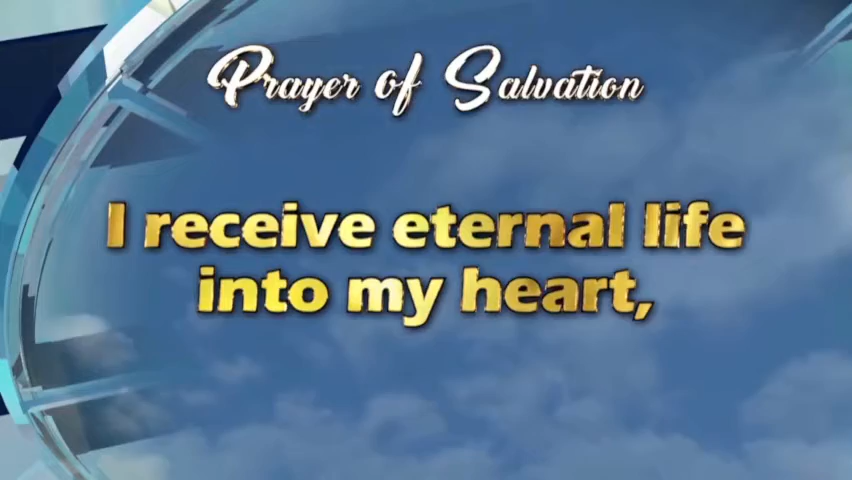 Prayer of Salvation
I receive eternal life
into my heart,